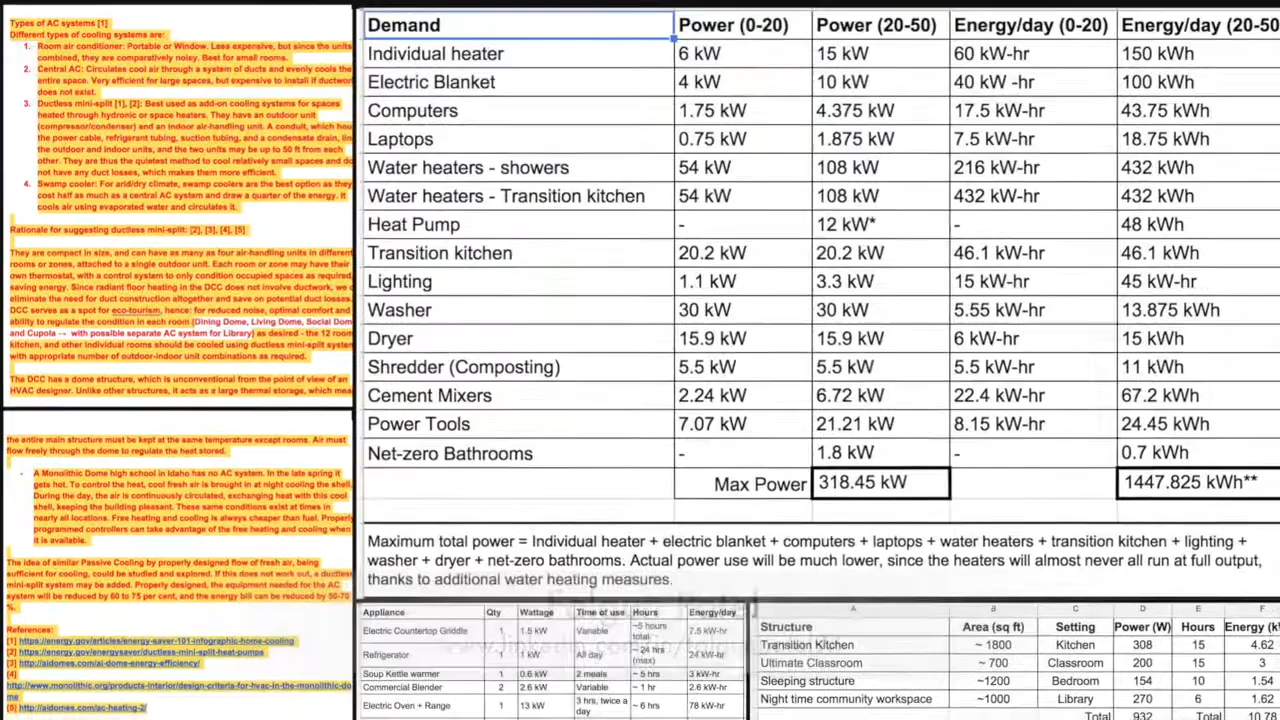 Types of AC systems [1]
Different types of cooling systems are:
1. Room air conditioner: Portable or Window. Less expensive, but since the units
combined, they are comparatively noisy. Best for small rooms.
2. Central AC: Circulates cool air through a system of ducts and evenly cools the
entire space. Very efficient for large spaces, but expensive to install if ductwor
does not exist.
3. Ductless mini-split [1], [2]: Best used as add-on cooling systems for spaces
heated through hydronic or space heaters. They have an outdoor unit
(compressor/condenser) and an indoor air-handling unit. A conduit, which hou
the power cable, refrigerant tubing, suction tubing, and a condensate drain, lin
the outdoor and indoor units, and the two units may be up to 50 ft from each
other. They are thus the quietest method to cool relatively small spaces and do
not have any duct losses, which makes them more efficient.
4. Swamp cooler: For arid/dry climate, swamp coolers are the best option as they
cost half as much as a central AC system and draw a quarter of the energy. It
cools air using evaporated water and circulates it.
Rationale for suggesting ductless mini-split: [2], [3], [4], [5]
They are compact in size, and can have as many as four air-handling units in different
rooms or zones, attached to a single outdoor unit. Each room or zone may have their
own thermostat, with a control system to only condition occupied spaces as required,
saving energy. Since radiant floor heating in the DCC does not involve ductwork, we c
eliminate the need for duct construction altogether and save on potential duct losses.
DCC serves as a spot for eco-tourism, hence: for reduced noise, optimal comfort and
ability to regulate the condition in each room (Dining Dome, Living Dome, Social Dom
and Cupola → with possible separate AC system for Library) as desired - the 12 room
kitchen, and other individual rooms should be cooled using ductless mini-split system
with appropriate number of outdoor-indoor unit combinations as required.
The DCC has a dome structure, which is unconventional from the point of view of an
HVAC designer. Unlike other structures, it acts as a large thermal storage, which mea
the entire main structure must be kept at the same temperature except rooms. Air must
flow freely through the dome to regulate the heat stored.
- A Monolithic Dome high school in Idaho has no AC system. In the late spring it
gets hot. To control the heat, cool fresh air is brought in at night cooling the shell.
During the day, the air is continuously circulated, exchanging heat with this cool
shell, keeping the building pleasant. These same conditions exist at times in
nearly all locations. Free heating and cooling is always cheaper than fuel. Properly
programmed controllers can take advantage of the free heating and cooling when
it is available.
The idea of similar Passive Cooling by properly designed flow of fresh air, being
sufficient for cooling, could be studied and explored. If this does not work out, a ductless
mini-split system may be added. Properly designed, the equipment needed for the AC
system will be reduced by 60 to 75 per cent, and the energy bill can be reduced by 50-70
%.
References:
[1] https://energy.gov/articles/energy-saver-101-infographic-home-cooling
[2] https://energy.gov/energysaver/ductless-mini-split-heat-pumps
[3] http://aidomes.com/ai-dome-energy-efficiency/
[4]
http://www.monolithic.org/products-interior/design-criteria-for-hvac-in-the-monolithic-do
me
[5] http://aidomes.com/ac-heating-2/
Demand Power (0-20) Power (20-50) Energy/day (0-20) Energy/day (20-50
Individual heater 6 kW 15 kW 60 kW-hr 150 kWh
Electric Blanket 4 kW 10 kW 40 kW -hr 100 kWh
Computers 1.75 kW 4.375 kW 17.5 kW-hr 43.75 kWh
Laptops 0.75 kW 1.875 kW 7.5 kW-hr 18.75 kWh
Water heaters - showers 54 kW 108 kW 216 kW-hr 432 kWh
Water heaters - Transition kitchen 54 kW 108 kW 432 kW-hr 432 kWh
Heat Pump - 12 kW* - 48 kWh
Transition kitchen 20.2 kW 20.2 kW 46.1 kW-hr 46.1 kWh
Lighting 1.1 kW 3.3 kW 15 kW-hr 45 kW-hr
Washer 30 kW 30 kW 5.55 kW-hr 13.875 kWh
Dryer 15.9 kW 15.9 kW 6 kW-hr 15 kWh
Shredder (Composting) 5.5 kW 5.5 kW 5.5 kW-hr 11 kWh
Cement Mixers 2.24 kW 6.72 kW 22.4 kW-hr 67.2 kWh
Power Tools 7.07 kW 21.21 kW 8.15 kW-hr 24.45 kWh
Net-zero Bathrooms - 1.8 kW - 0.7 kWh
Max Power 318.45 kW 1447.825 kWh**
Maximum total power = Individual heater + electric blanket + computers + laptops + water heaters + transition kitchen + lighting +
washer + dryer + net-zero bathrooms. Actual power use will be much lower, since the heaters will almost never all run at full output,
thanks to additional water heating measures.
Appliance Qty Wattage Time of use Hours Energy/day
Electric Countertop Griddle 1 1.5 kW Variable ~5 hours total 7.5 kW-hr
Refrigerator 1 1kW All day ~ 24 hrs (max) 24 kW-hr
Soup Kettle warmer 1 0.6 kW 2 meals ~ 5 hrs 3 kW-hr
Commercial Blender 2 2.6 kW Variable ~ 1 hr 2.6 kW-hr
Electric Oven + Range 1 13 kW 3 hrs, twice a day ~ 6 hrs 78 kW-hr
A B C D E F
Structure Area (sq ft) Setting Power (W) Hours Energy (kW
Transition Kitchen ~ 1800 Kitchen 308 15 4.62
Ultimate Classroom ~ 700 Classroom 200 15 3
Sleeping structure ~1200 Bedroom 154 10 1.54
Night time community workspace ~1000 Library 270 6 1.62
Total 932 Total 10.78